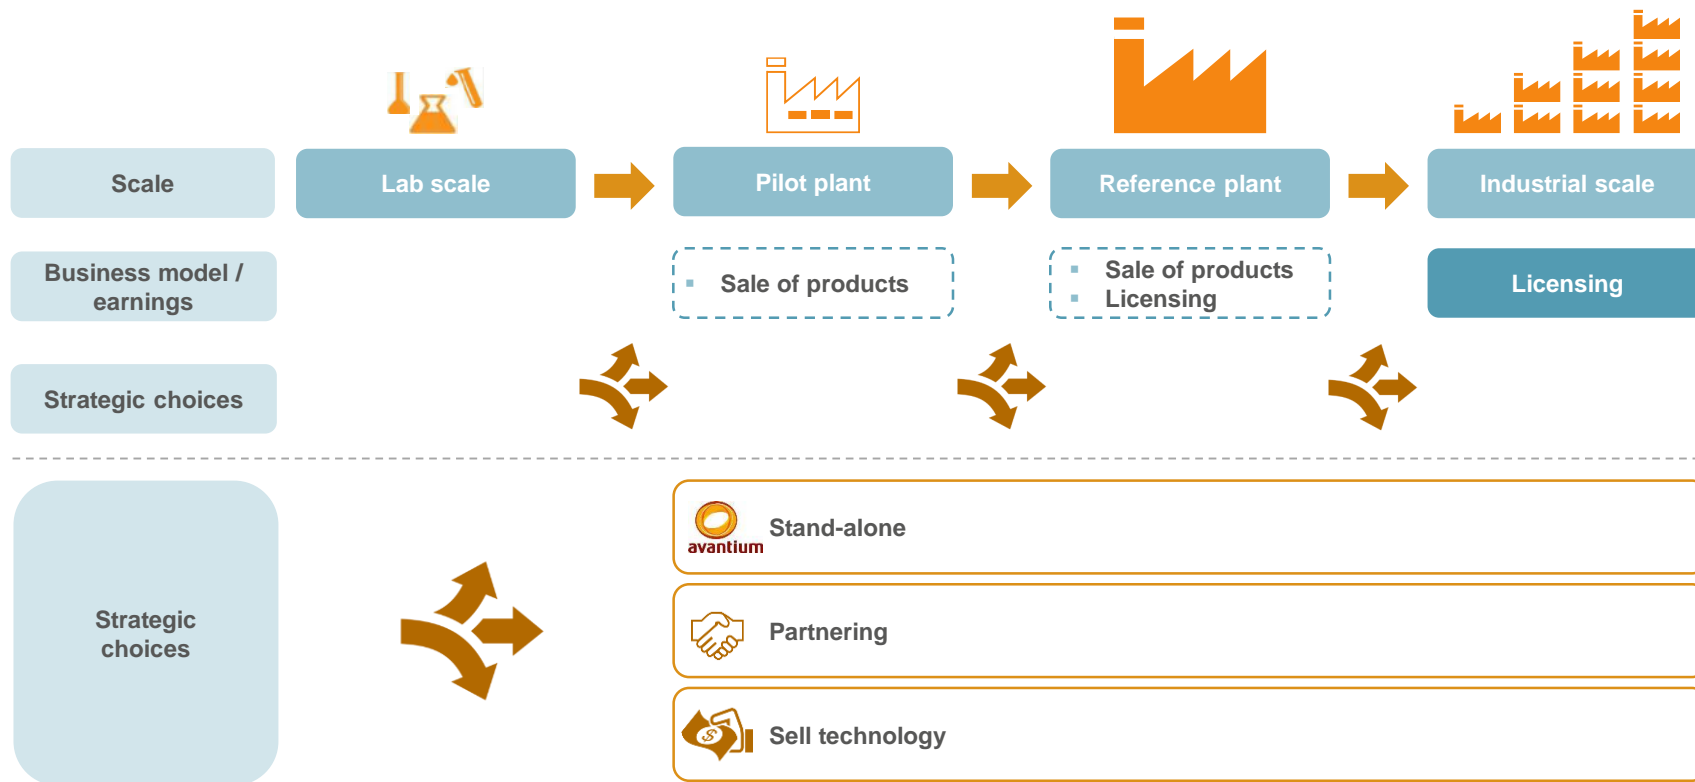 Scale
Lab scale
Pilot plant
Reference plant
Industrial scale
Business model /
earnings
▪ Sale of products
▪ Sale of products
▪ Licensing
Licensing
Strategic choices
Strategic
choices
avantium
Stand-alone
Partnering
$
Sell technology